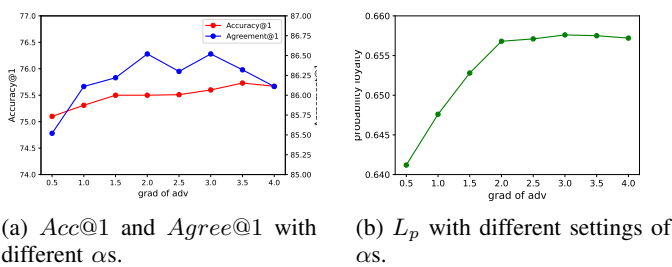 77.0
76.5
76.0
75.5
75.0
74.5
74.0
Accuracy@1
87.00
86.75
86.50
86.25
86.00
85.75
85.50
85.25
85.00
Accuracy@1
Agreement@1
0.5 1.0 1.5 2.0 2.5 3.0 3.5 4.0
grad of adv
0.660
0.655
0.650
0.645
0.640
probability loyalty
0.5 1.0 1.5 2.0 2.5 3.0 3.5 4.0
grad of adv
(a) Acc@1 and Agree@1 with
different αs.
(b) Lp with different settings of
αs.